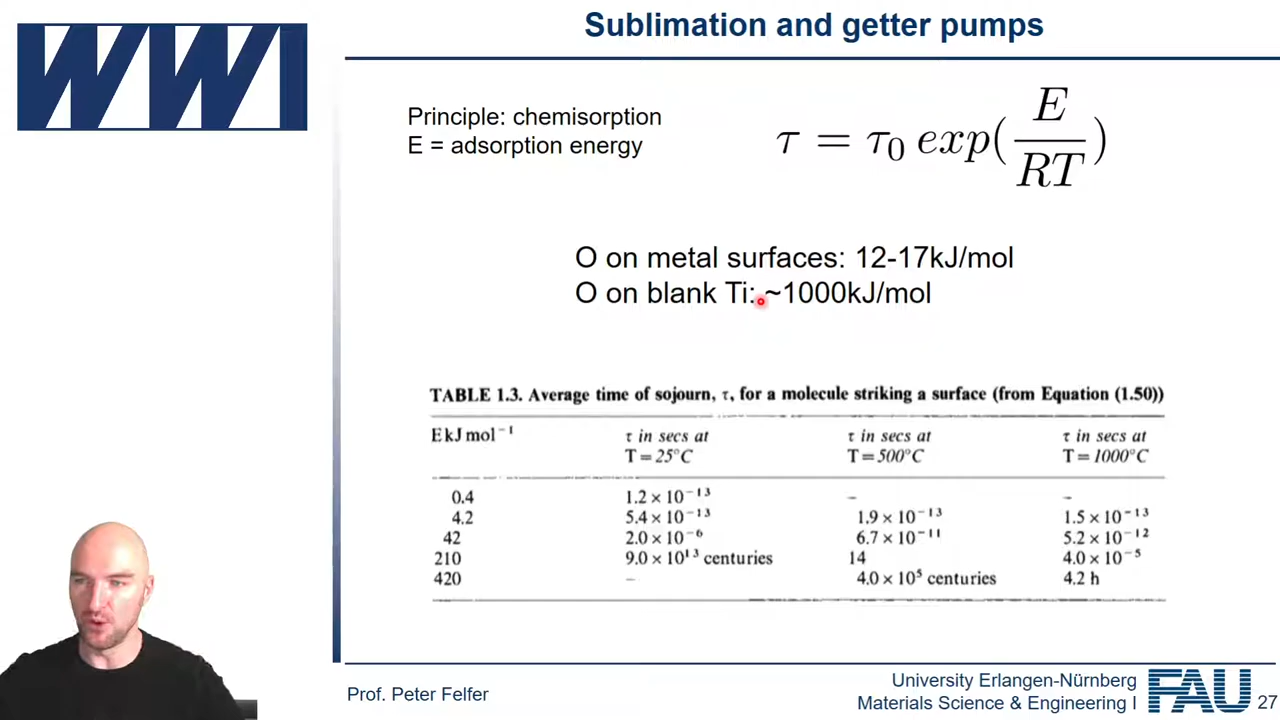 WWI
Sublimation and getter pumps
Principle: chemisorption
E = adsorption energy
τ = τ₀ exp(E/RT)
O on metal surfaces: 12-17kJ/mol
O on blank Ti: ~1000kJ/mol
TABLE 1.3. Average time of sojourn, τ, for a molecule striking a surface (from Equation (1.50))
E kJ mol⁻¹ τ in secs at τ in secs at τ in secs at
T = 25°C T = 500°C T = 1000°C
0.4 1.2 × 10⁻¹³ – –
4.2 5.4 × 10⁻¹³ 1.9 × 10⁻¹³ 1.5 × 10⁻¹³
42 2.0 × 10⁻⁶ 6.7 × 10⁻¹¹ 5.2 × 10⁻¹²
210 9.0 × 10¹³ centuries 14 4.0 × 10⁻⁵
420 – 4.0 × 10⁵ centuries 4.2 h
Prof. Peter Felfer
University Erlangen-Nürnberg
Materials Science & Engineering I
FAU
27